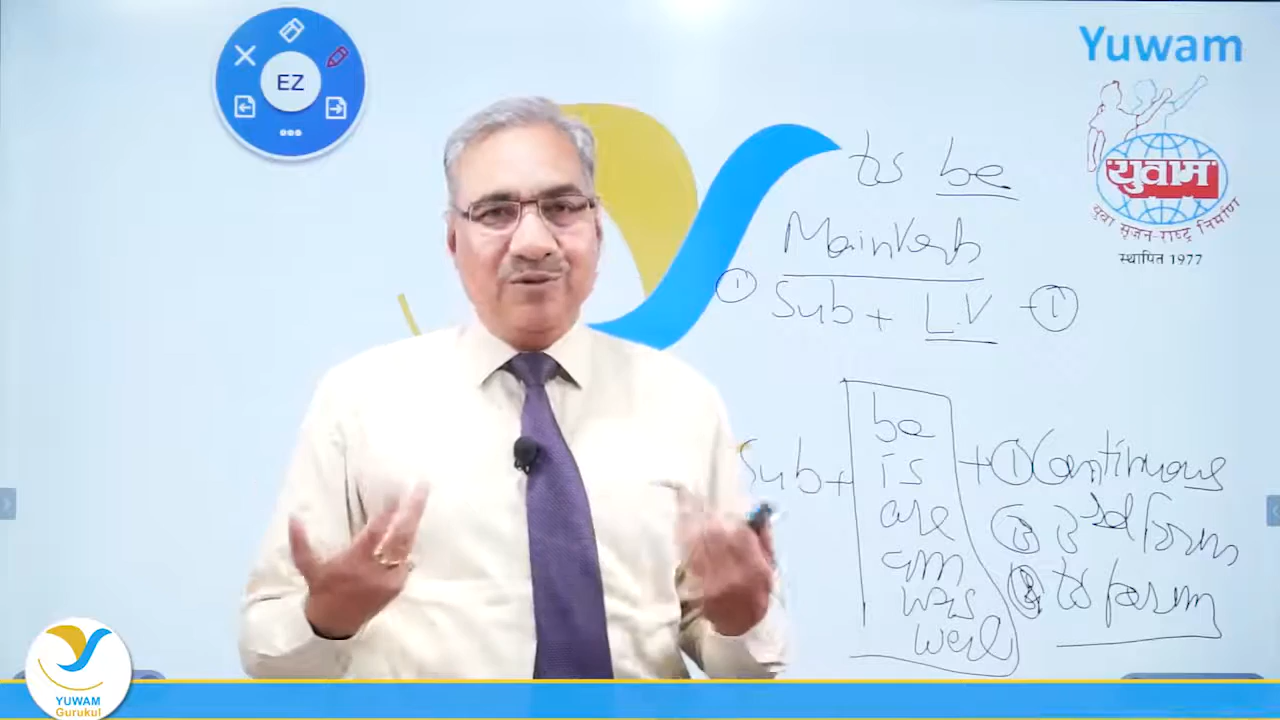 EZ
Yuwam
युवाम
युवा सृजन-राष्ट्र निर्माण
स्थापित 1977
to be
Main Verb
① Sub + L.V + ①
Sub +
be
is
are
am
was
were
+ ① Continuous
② 3rd form
③ to form
YUWAM
Gurukul